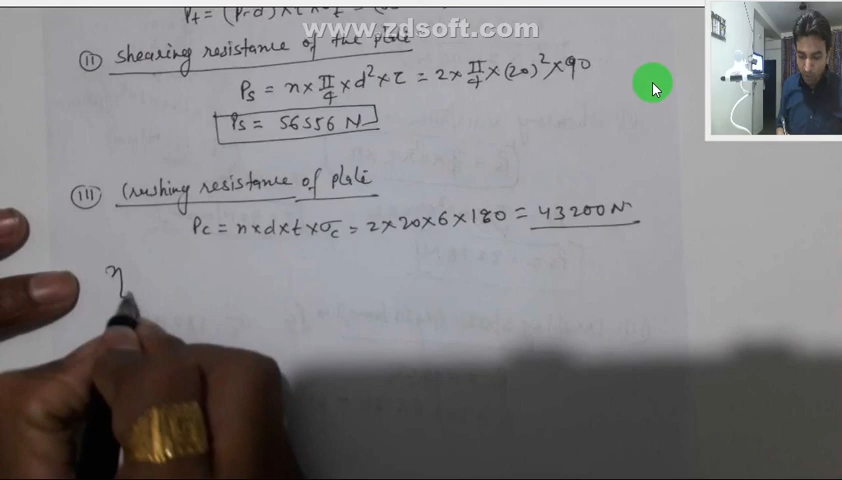 www.zdsoft.com
(II) shearing resistance of the plate
Ps = n × π/4 × d² × τ = 2 × π/4 × (20)² × 90
Ps = 56556 N
(III) Crushing resistance of plate
Pc = n×d×t×σc = 2×20×6×180 = 43200 N
η